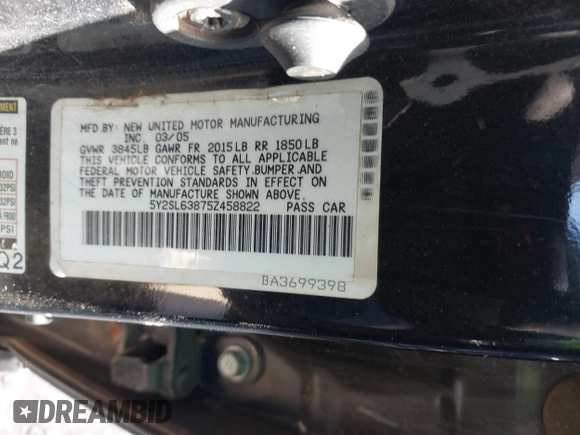 MFD.BY: NEW UNITED MOTOR MANUFACTURING
INC. 03/05
GVWR 3845LB GAWR FR 2015LB RR 1850LB
THIS VEHICLE CONFORMS TO ALL APPLICABLE
FEDERAL MOTOR VEHICLE SAFETY.BUMPER.AND
THEFT PREVENTION STANDARDS IN EFFECT ON
THE DATE OF MANUFACTURE SHOWN ABOVE.
5Y2SL63875Z458822 PASS CAR
BA3699398
Q2
DREAMBID